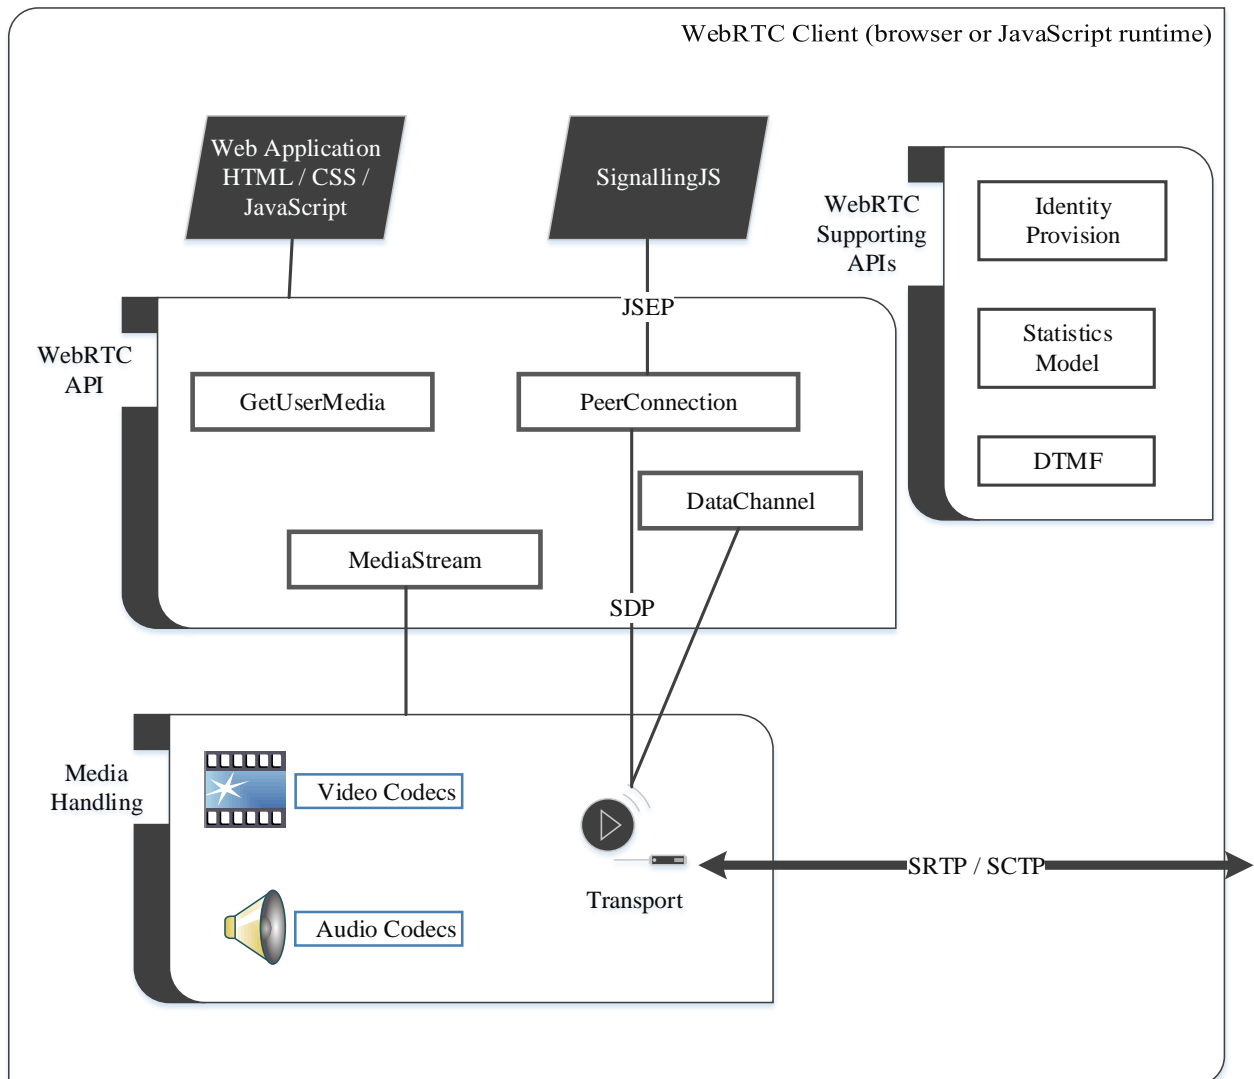 WebRTC Client (browser or JavaScript runtime)
Web Application
HTML / CSS /
JavaScript
SignallingJS
WebRTC
Supporting
APIs
Identity
Provision
Statistics
Model
DTMF
JSEP
WebRTC
API
GetUserMedia
PeerConnection
DataChannel
MediaStream
SDP
Media
Handling
Video Codecs
Audio Codecs
Transport
SRTP / SCTP